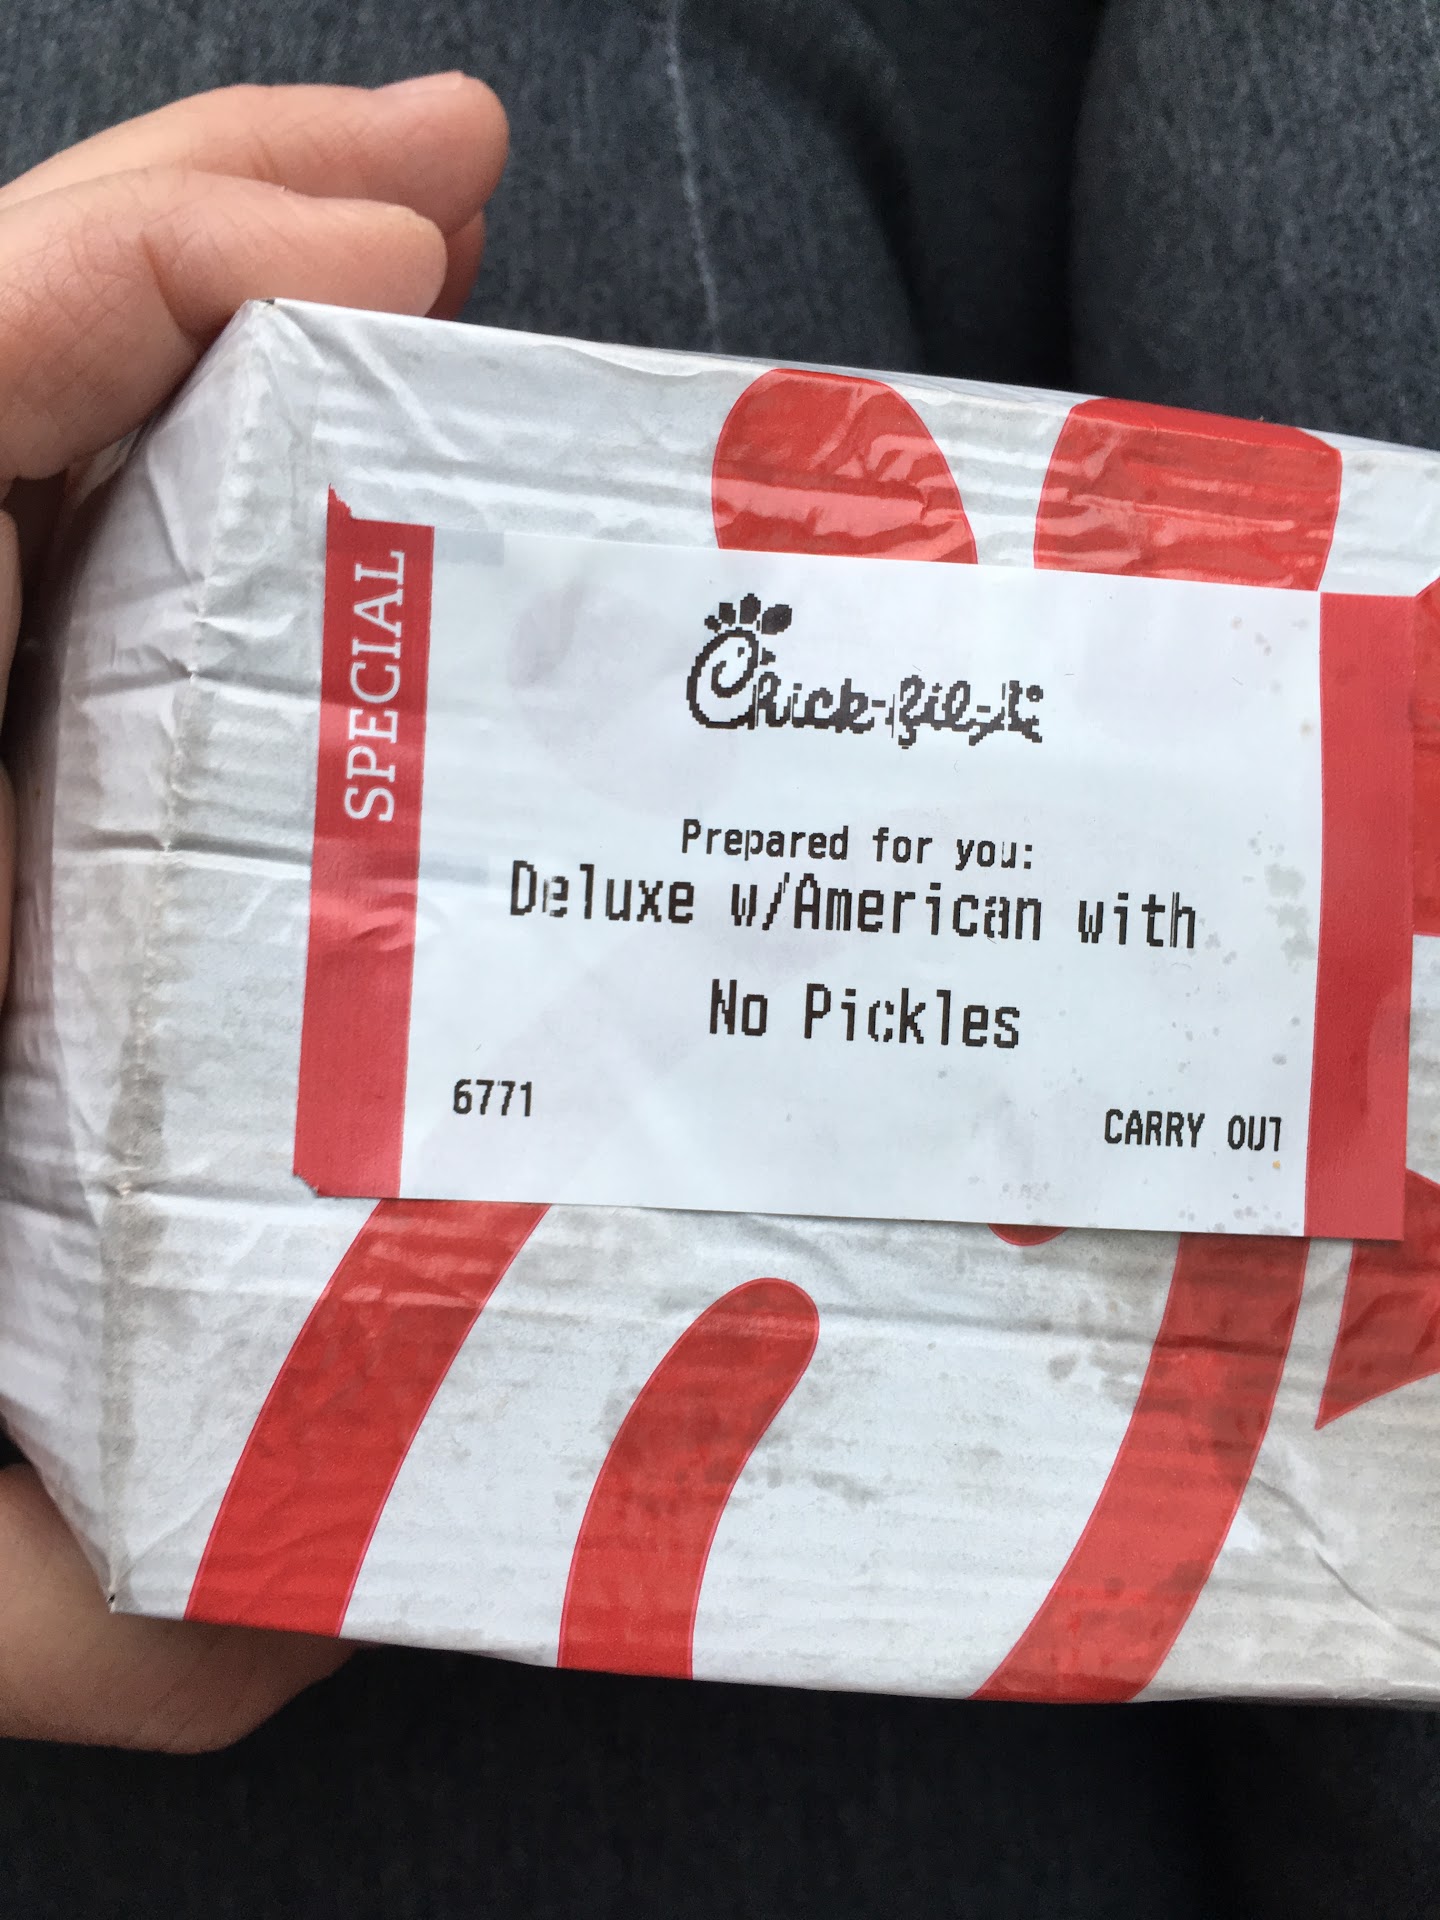 SPECIAL
Chick-fil-A
Prepared for you:
Deluxe w/American with
No Pickles
6771
CARRY OUT